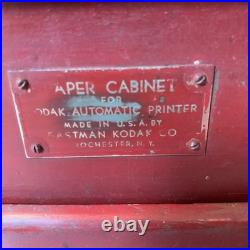 APER CABINET
FOR
ODAK AUTOMATIC PRINTER
MADE IN U.S.A. BY
EASTMAN KODAK CO
ROCHESTER, N.Y.